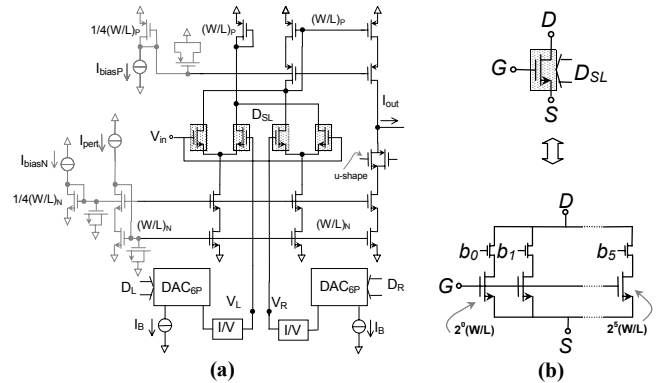 1/4(W/L)P
(W/L)P
(W/L)P
IbiasP
Iout
DSL
Vin
Ipert
IbiasN
u-shape
1/4(W/L)N
(W/L)N
(W/L)N
DL
DAC6P
VL
VR
DAC6P
DR
IB
I/V
I/V
IB
(a)
D
G
DSL
S
D
b0
b1
b5
G
2^0(W/L)
S
2^5(W/L)
(b)